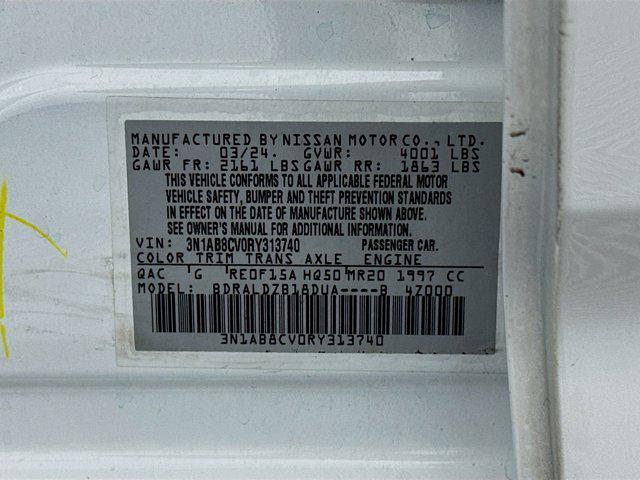 MANUFACTURED BY NISSAN MOTOR CO., LTD.
DATE: 03/24. GVWR: 4001 LBS
GAWR FR: 2161 LBS GAWR RR: 1863 LBS
THIS VEHICLE CONFORMS TO ALL APPLICABLE FEDERAL MOTOR
VEHICLE SAFETY, BUMPER AND THEFT PREVENTION STANDARDS
IN EFFECT ON THE DATE OF MANUFACTURE SHOWN ABOVE.
SEE OWNER'S MANUAL FOR ADDITIONAL INFORMATION.
VIN: 3N1AB8CV0RY313740 PASSENGER CAR.
COLOR TRIM TRANS AXLE ENGINE
QAC G RE0F15A HQ50 MR20 1997 CC
MODEL: BDRALDZB18DUA----B 4Z000
3N1AB8CV0RY313740